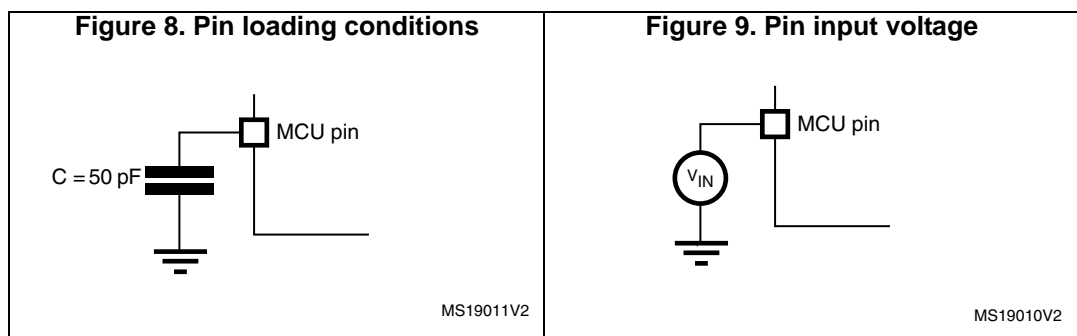 Figure 8. Pin loading conditions
MCU pin
C = 50 pF
MS19011V2
Figure 9. Pin input voltage
MCU pin
VIN
MS19010V2